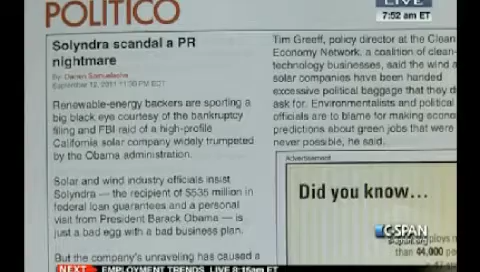 POLITICO
LIVE
7:52 am ET
Solyndra scandal a PR
nightmare
By: Darren Samuelsohn
September 12, 2011 11:30 PM EDT
Renewable-energy backers are sporting a
big black eye courtesy of the bankruptcy
filing and FBI raid of a high-profile
California solar company widely trumpeted
by the Obama administration.
Solar and wind industry officials insist
Solyndra — the recipient of $535 million in
federal loan guarantees and a personal
visit from President Barack Obama — is
just a bad egg with a bad business plan.
But the company's unraveling has caused a
Tim Greeff, policy director at the Clean
Economy Network, a coalition of clean-
technology businesses, said the wind a
solar companies have been handed
excessive political baggage that they d
ask for. Environmentalists and political
officials are to blame for making econo
predictions about green jobs that were
never possible, he said.
Advertisement
Did you know...
C-SPAN
c-span.org
than 44,000 pe
NEXT EMPLOYMENT TRENDS, LIVE 8:15am ET